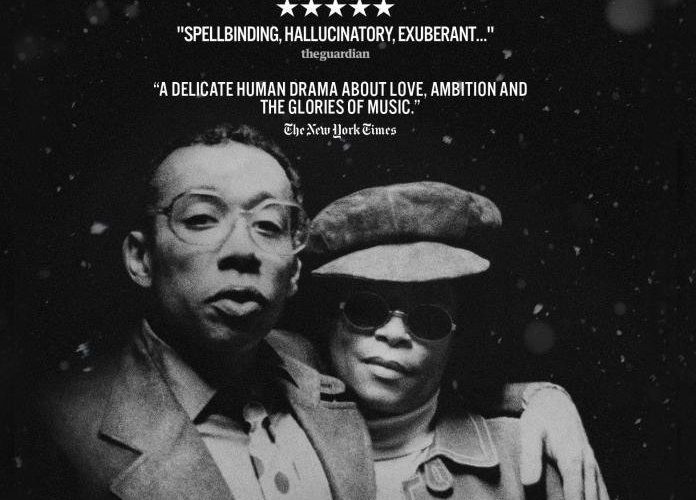 ★★★★★
"SPELLBINDING, HALLUCINATORY, EXUBERANT..."
theguardian
“A DELICATE HUMAN DRAMA ABOUT LOVE, AMBITION AND
THE GLORIES OF MUSIC.”
The New York Times